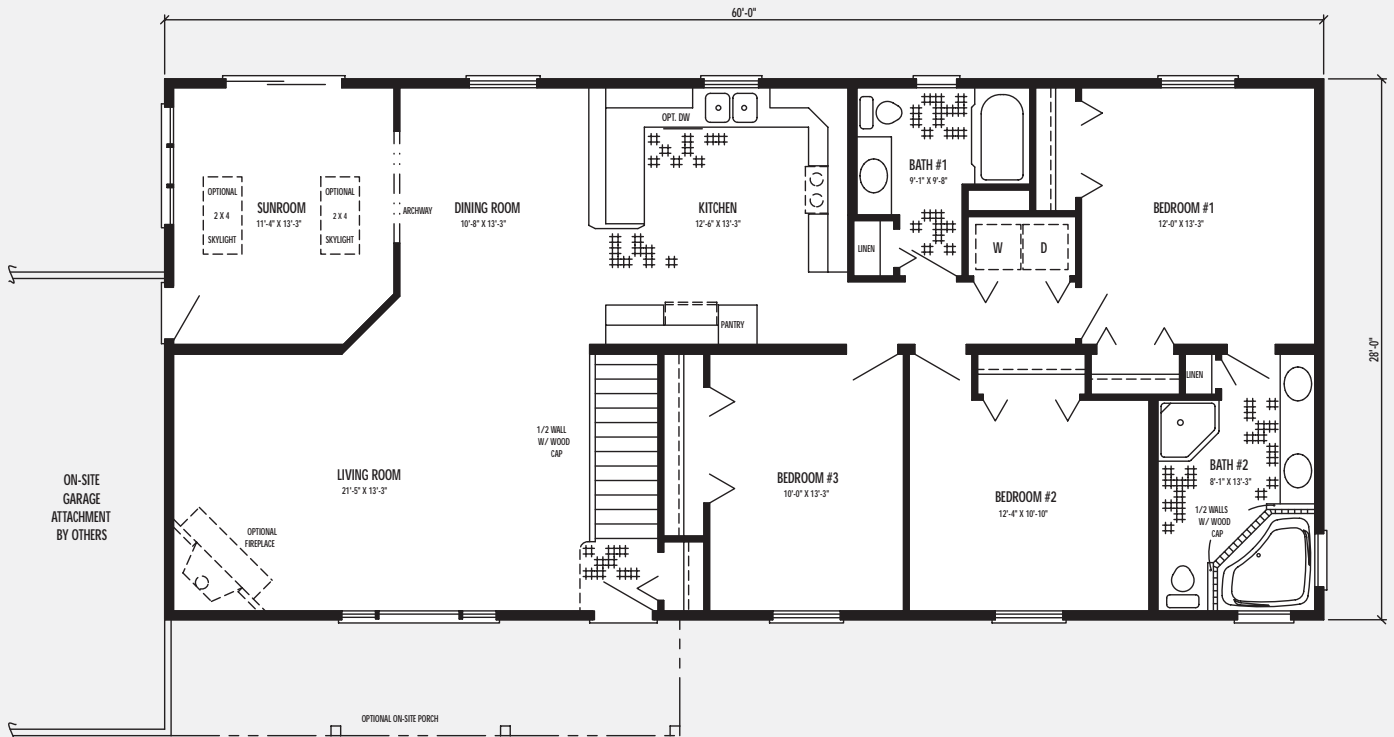 60'-0"
OPT. DW
BATH #1
9'-1" X 9'-8"
OPTIONAL
2 X 4
SKYLIGHT
SUNROOM
11'-4" X 13'-3"
OPTIONAL
2 X 4
SKYLIGHT
ARCHWAY
DINING ROOM
10'-8" X 13'-3"
KITCHEN
12'-6" X 13'-3"
BEDROOM #1
12'-0" X 13'-3"
LINEN
W
D
PANTRY
28'-0"
LINEN
1/2 WALL
W/ WOOD
CAP
LIVING ROOM
21'-5" X 13'-3"
BEDROOM #3
10'-0" X 13'-3"
BEDROOM #2
12'-4" X 10'-10"
BATH #2
8'-1" X 13'-3"
1/2 WALLS
W/ WOOD
CAP
ON-SITE
GARAGE
ATTACHMENT
BY OTHERS
OPTIONAL
FIREPLACE
OPTIONAL ON-SITE PORCH